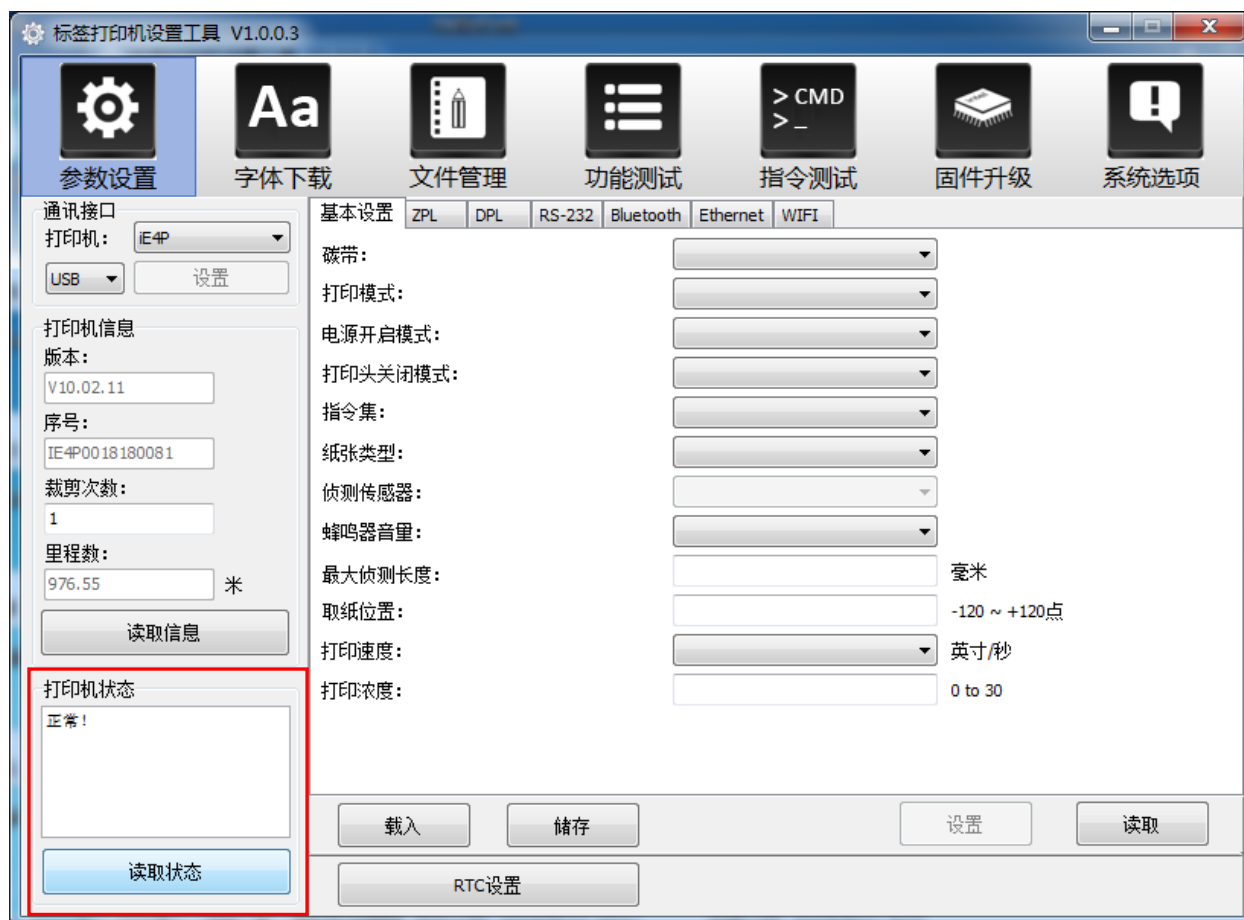 标签打印机设置工具 V1.0.0.3
Aa
> CMD
>_
参数设置 字体下载 文件管理 功能测试 指令测试 固件升级 系统选项
通讯接口
打印机: iE4P
USB 设置
打印机信息
版本:
V10.02.11
序号:
IE4P0018180081
裁剪次数:
1
里程数:
976.55 米
读取信息
打印机状态
正常!
读取状态
基本设置 ZPL DPL RS-232 Bluetooth Ethernet WIFI
碳带:
打印模式:
电源开启模式:
打印头关闭模式:
指令集:
纸张类型:
侦测传感器:
蜂鸣器音量:
最大侦测长度: 毫米
取纸位置: -120 ~ +120点
打印速度: 英寸/秒
打印浓度: 0 to 30
载入 储存 设置 读取
RTC设置